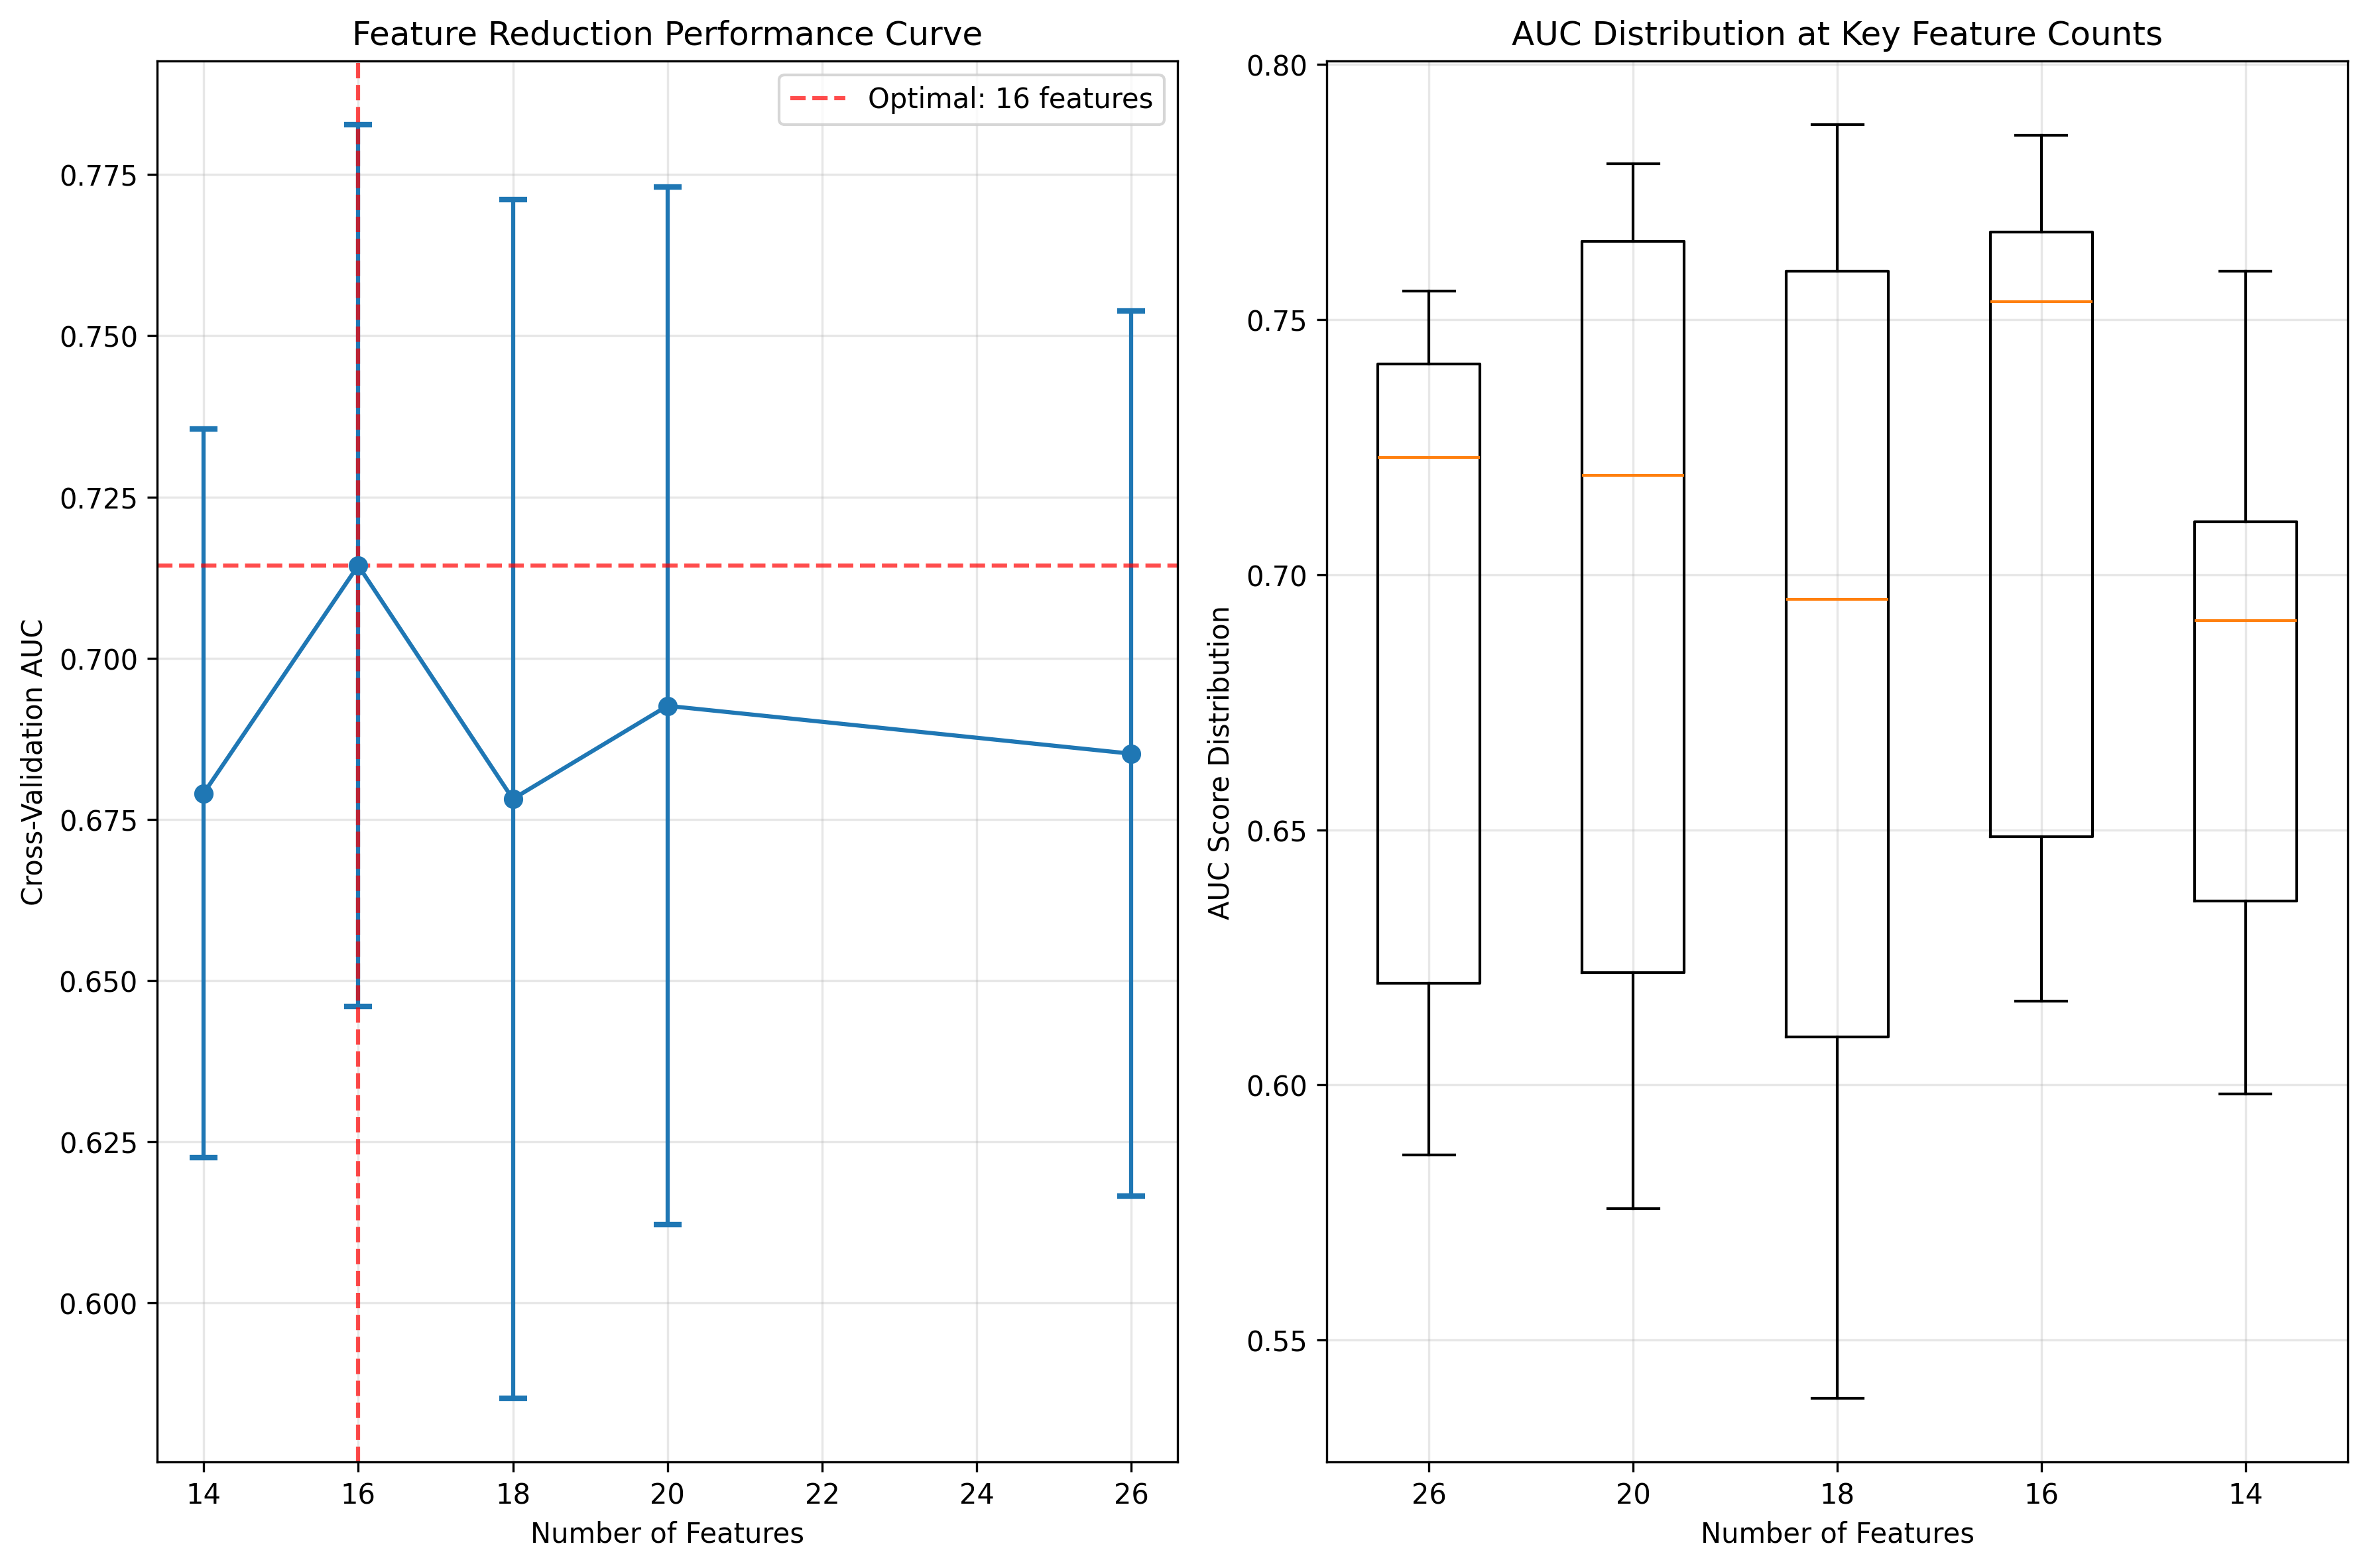 Feature Reduction Performance Curve
Optimal: 16 features
Cross-Validation AUC
0.775
0.750
0.725
0.700
0.675
0.650
0.625
0.600
14 16 18 20 22 24 26
Number of Features
AUC Distribution at Key Feature Counts
AUC Score Distribution
0.80
0.75
0.70
0.65
0.60
0.55
26 20 18 16 14
Number of Features